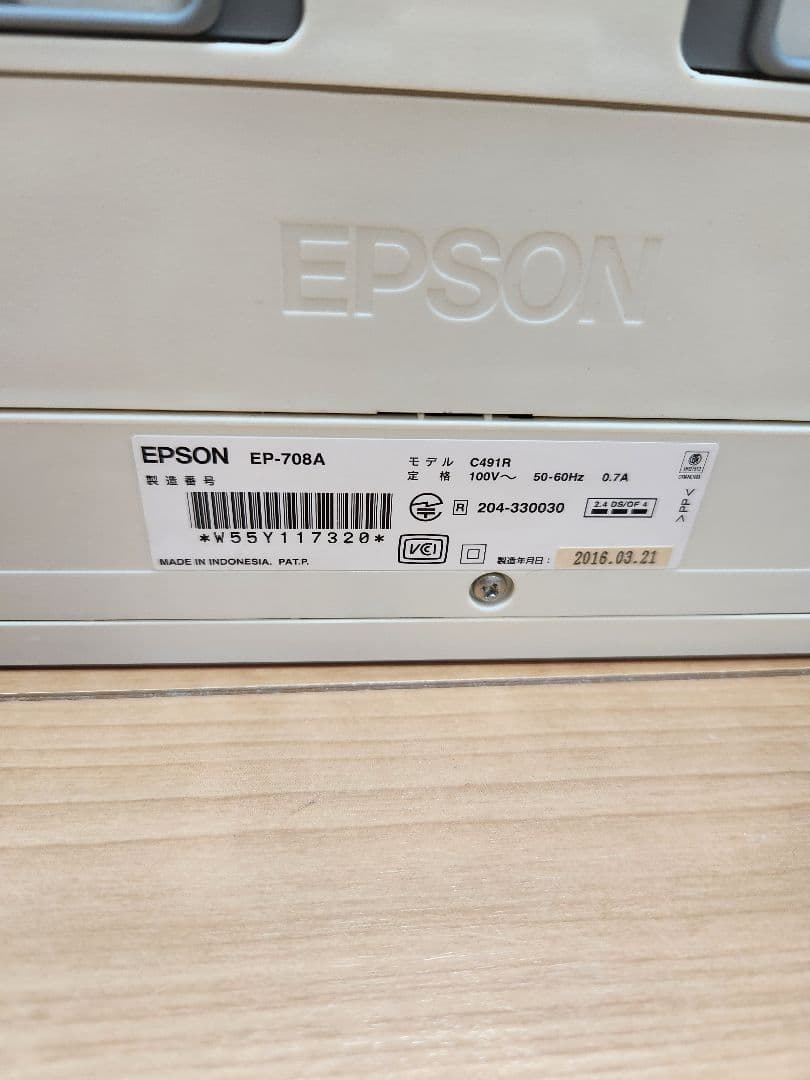 EPSON
EPSON EP-708A
製造番号
*W55Y117320*
MADE IN INDONESIA. PAT.P.
モデル C491R
定格 100V～ 50-60Hz 0.7A
R 204-330030
2.4 DS/OF 4
VCI
製造年月日: 2016.03.21
>PP<